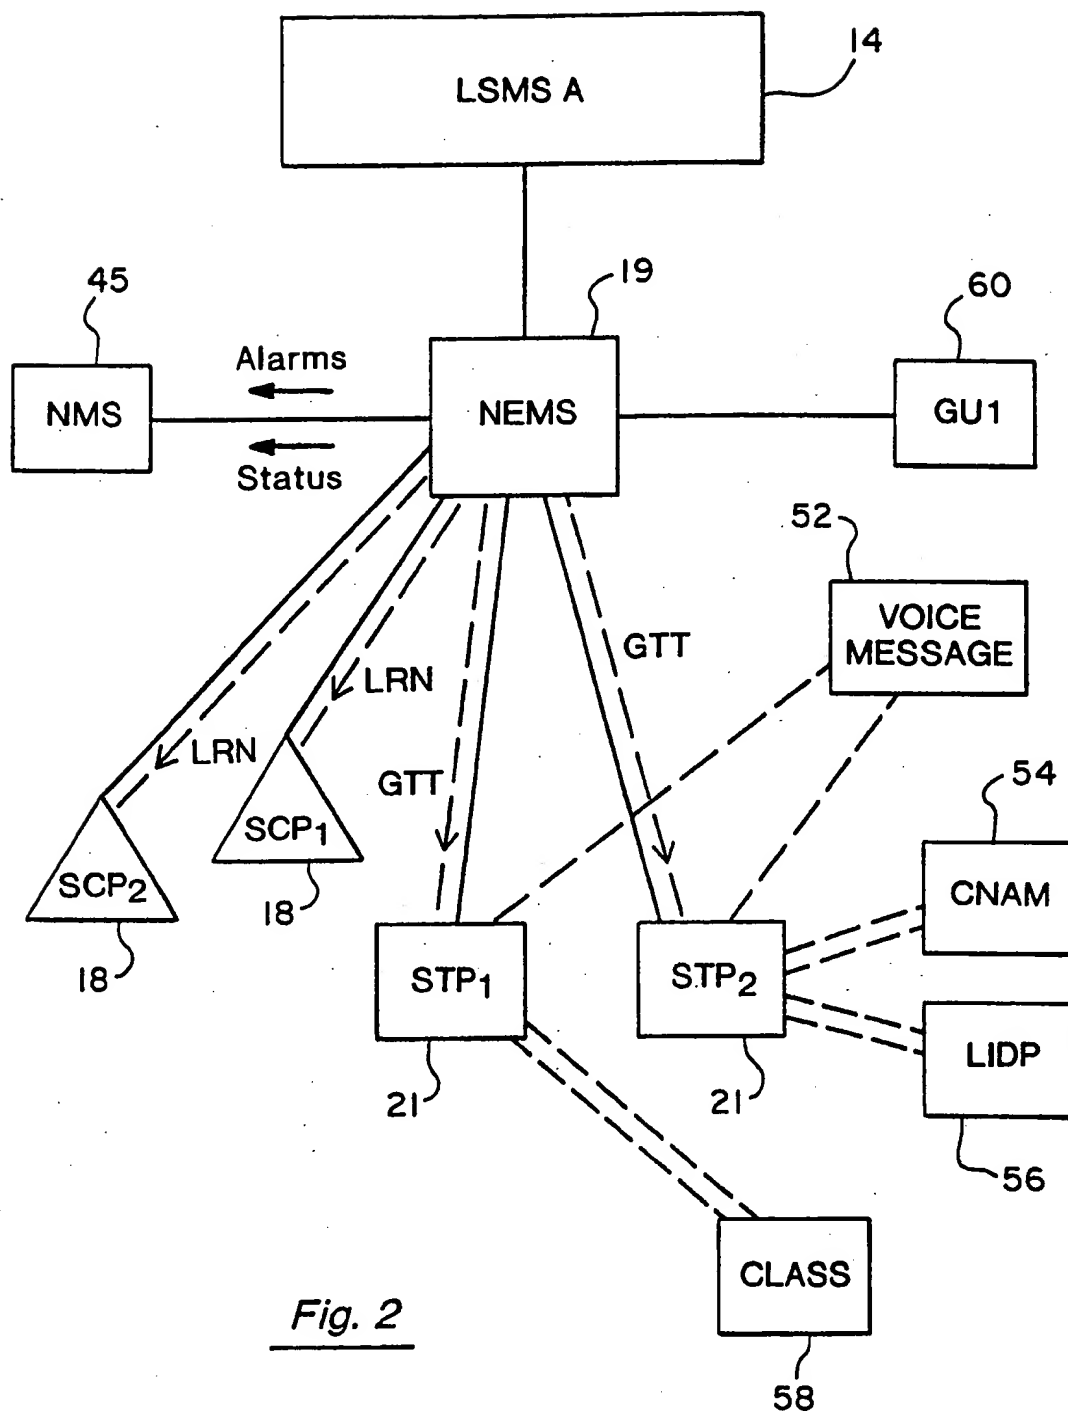 14
LSMS A
19
45
60
Alarms
NMS
NEMS
GU1
Status
52
VOICE
MESSAGE
GTT
LRN
LRN
GTT
54
SCP1
SCP2
CNAM
18
18
STP1
STP2
LIDP
21
21
56
CLASS
Fig. 2
58